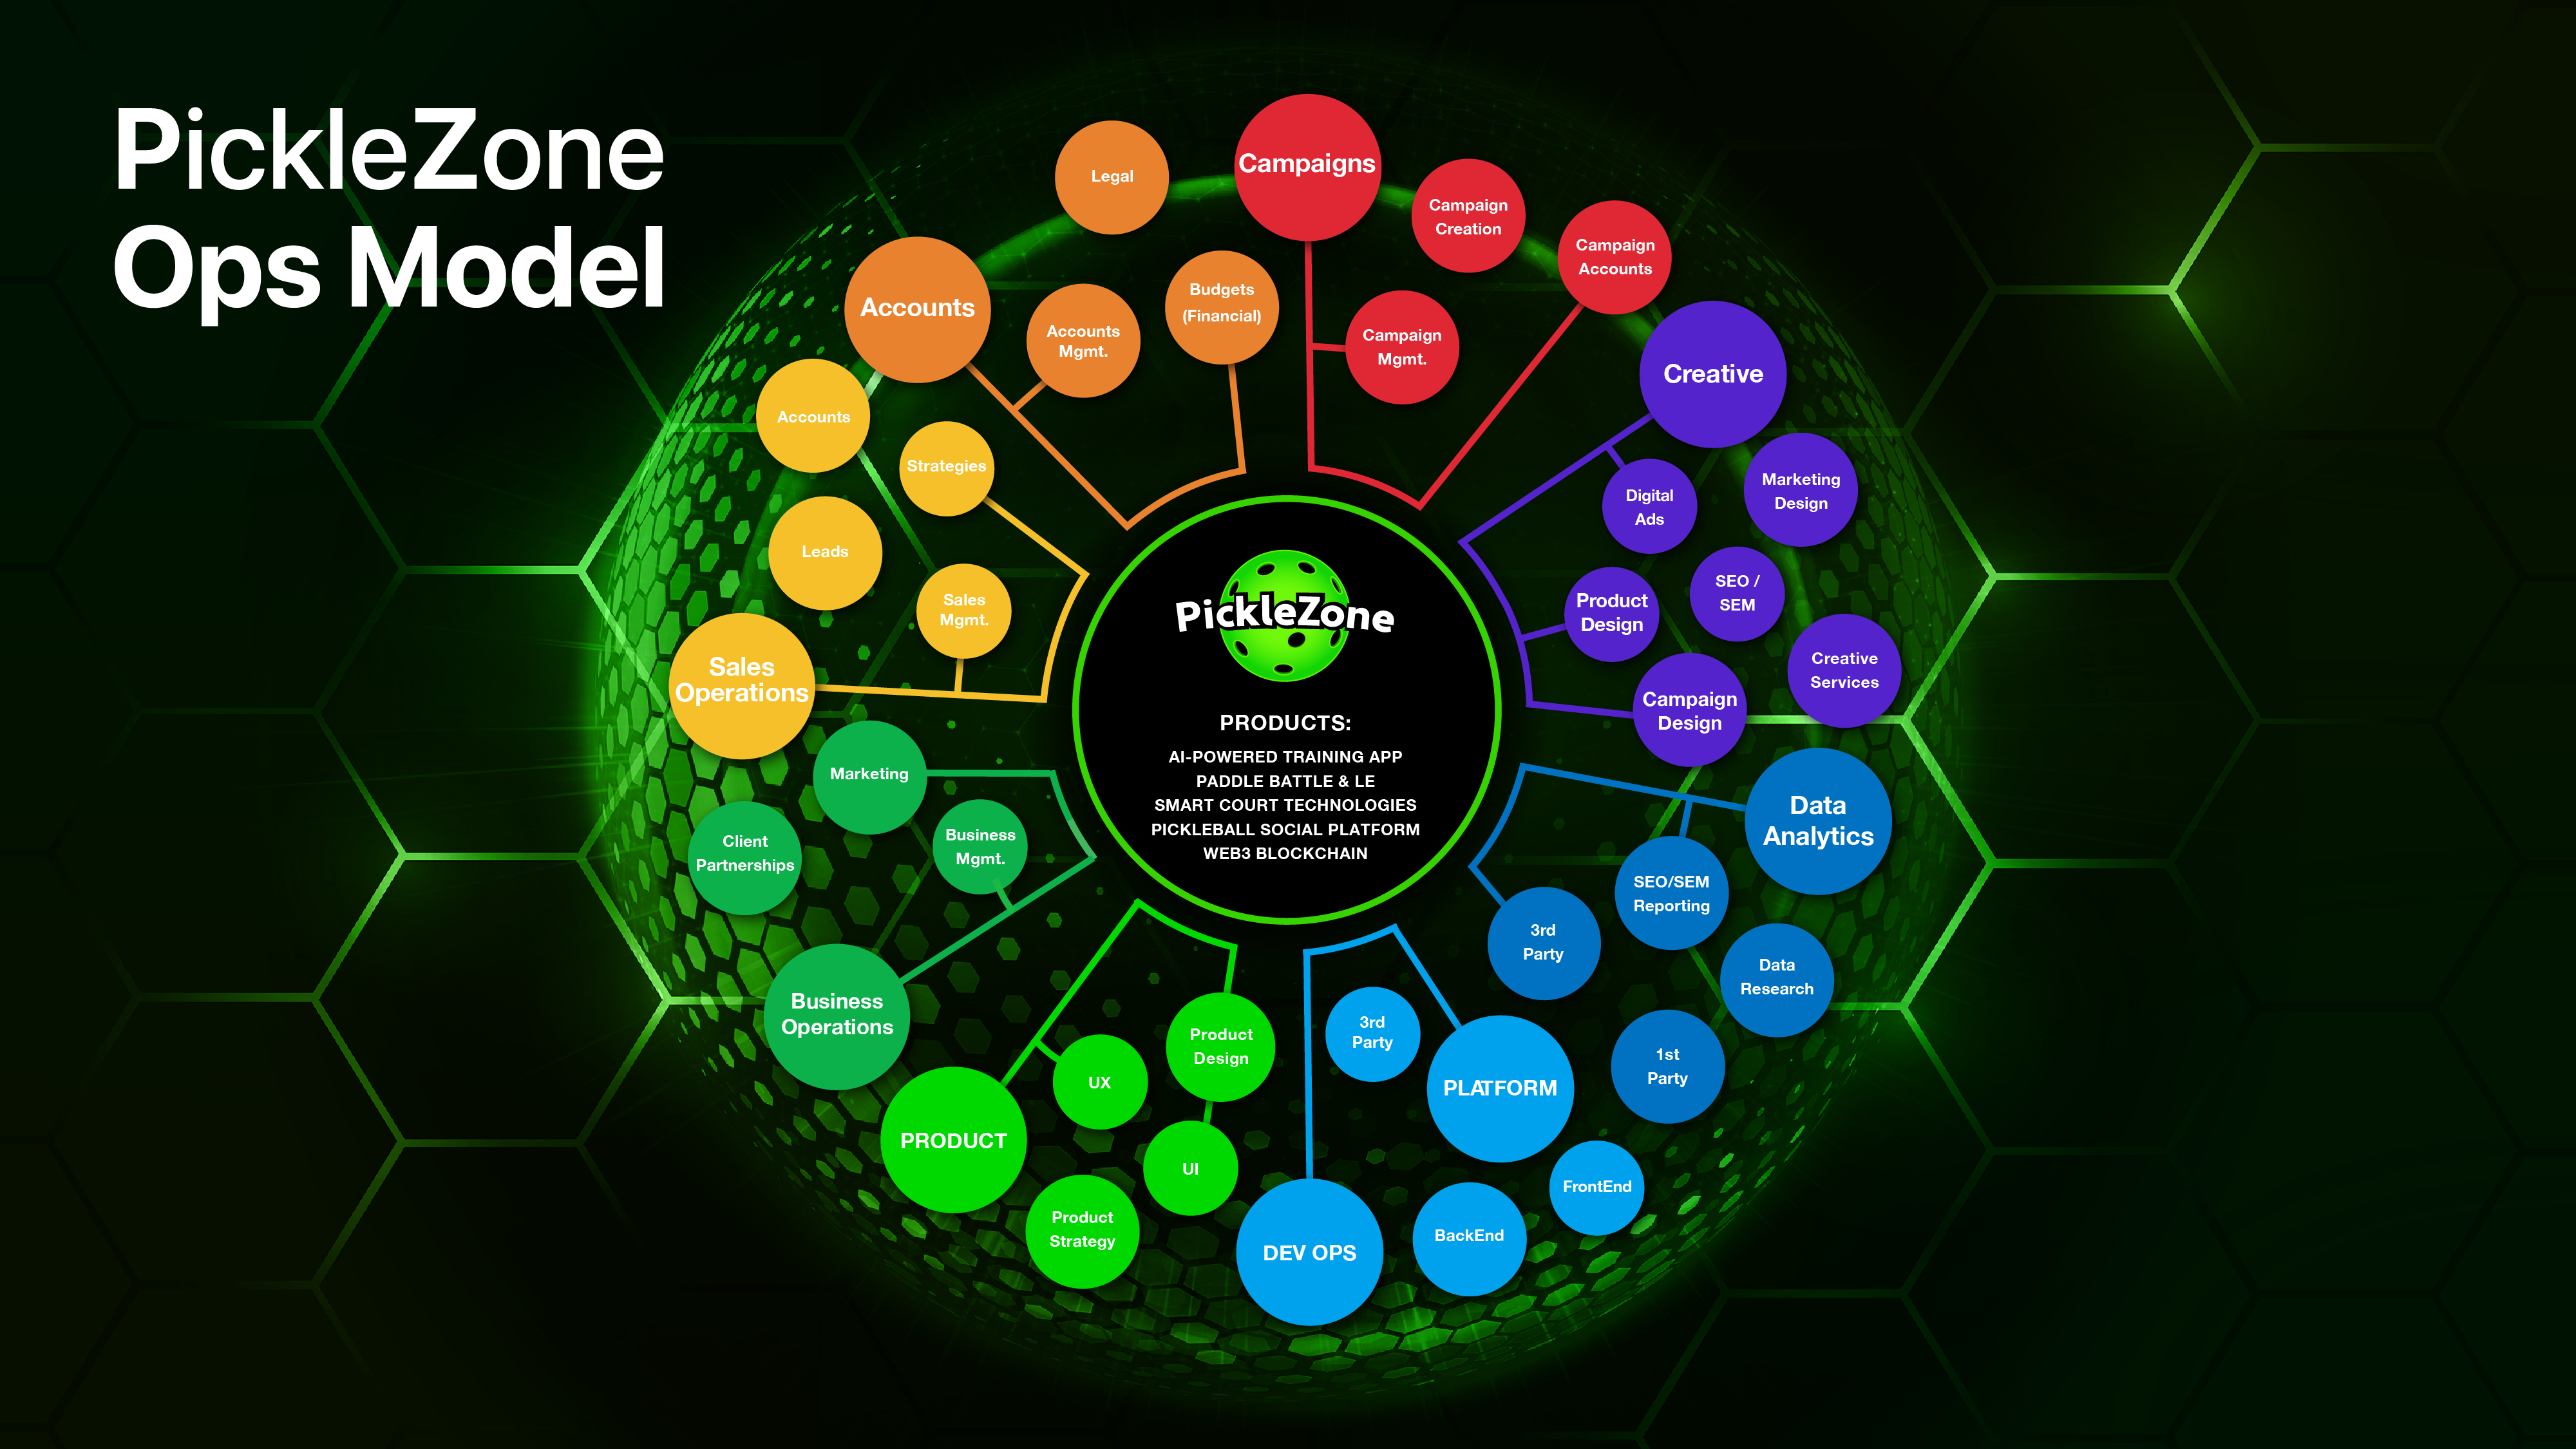 PickleZone
Ops Model
Legal
Campaigns
Campaign
Creation
Campaign
Accounts
Campaign
Mgmt.
Accounts
Accounts
Mgmt.
Budgets
(Financial)
Creative
Digital
Ads
Marketing
Design
Product
Design
SEO /
SEM
Campaign
Design
Creative
Services
Accounts
Strategies
Leads
Sales
Mgmt.
Sales
Operations
PickleZone
PRODUCTS:
AI-POWERED TRAINING APP
PADDLE BATTLE & LE
SMART COURT TECHNOLOGIES
PICKLEBALL SOCIAL PLATFORM
WEB3 BLOCKCHAIN
Marketing
Client
Partnerships
Business
Mgmt.
Business
Operations
Data
Analytics
SEO/SEM
Reporting
3rd
Party
Data
Research
1st
Party
PRODUCT
UX
Product
Design
UI
Product
Strategy
3rd
Party
PLATFORM
FrontEnd
BackEnd
DEV OPS